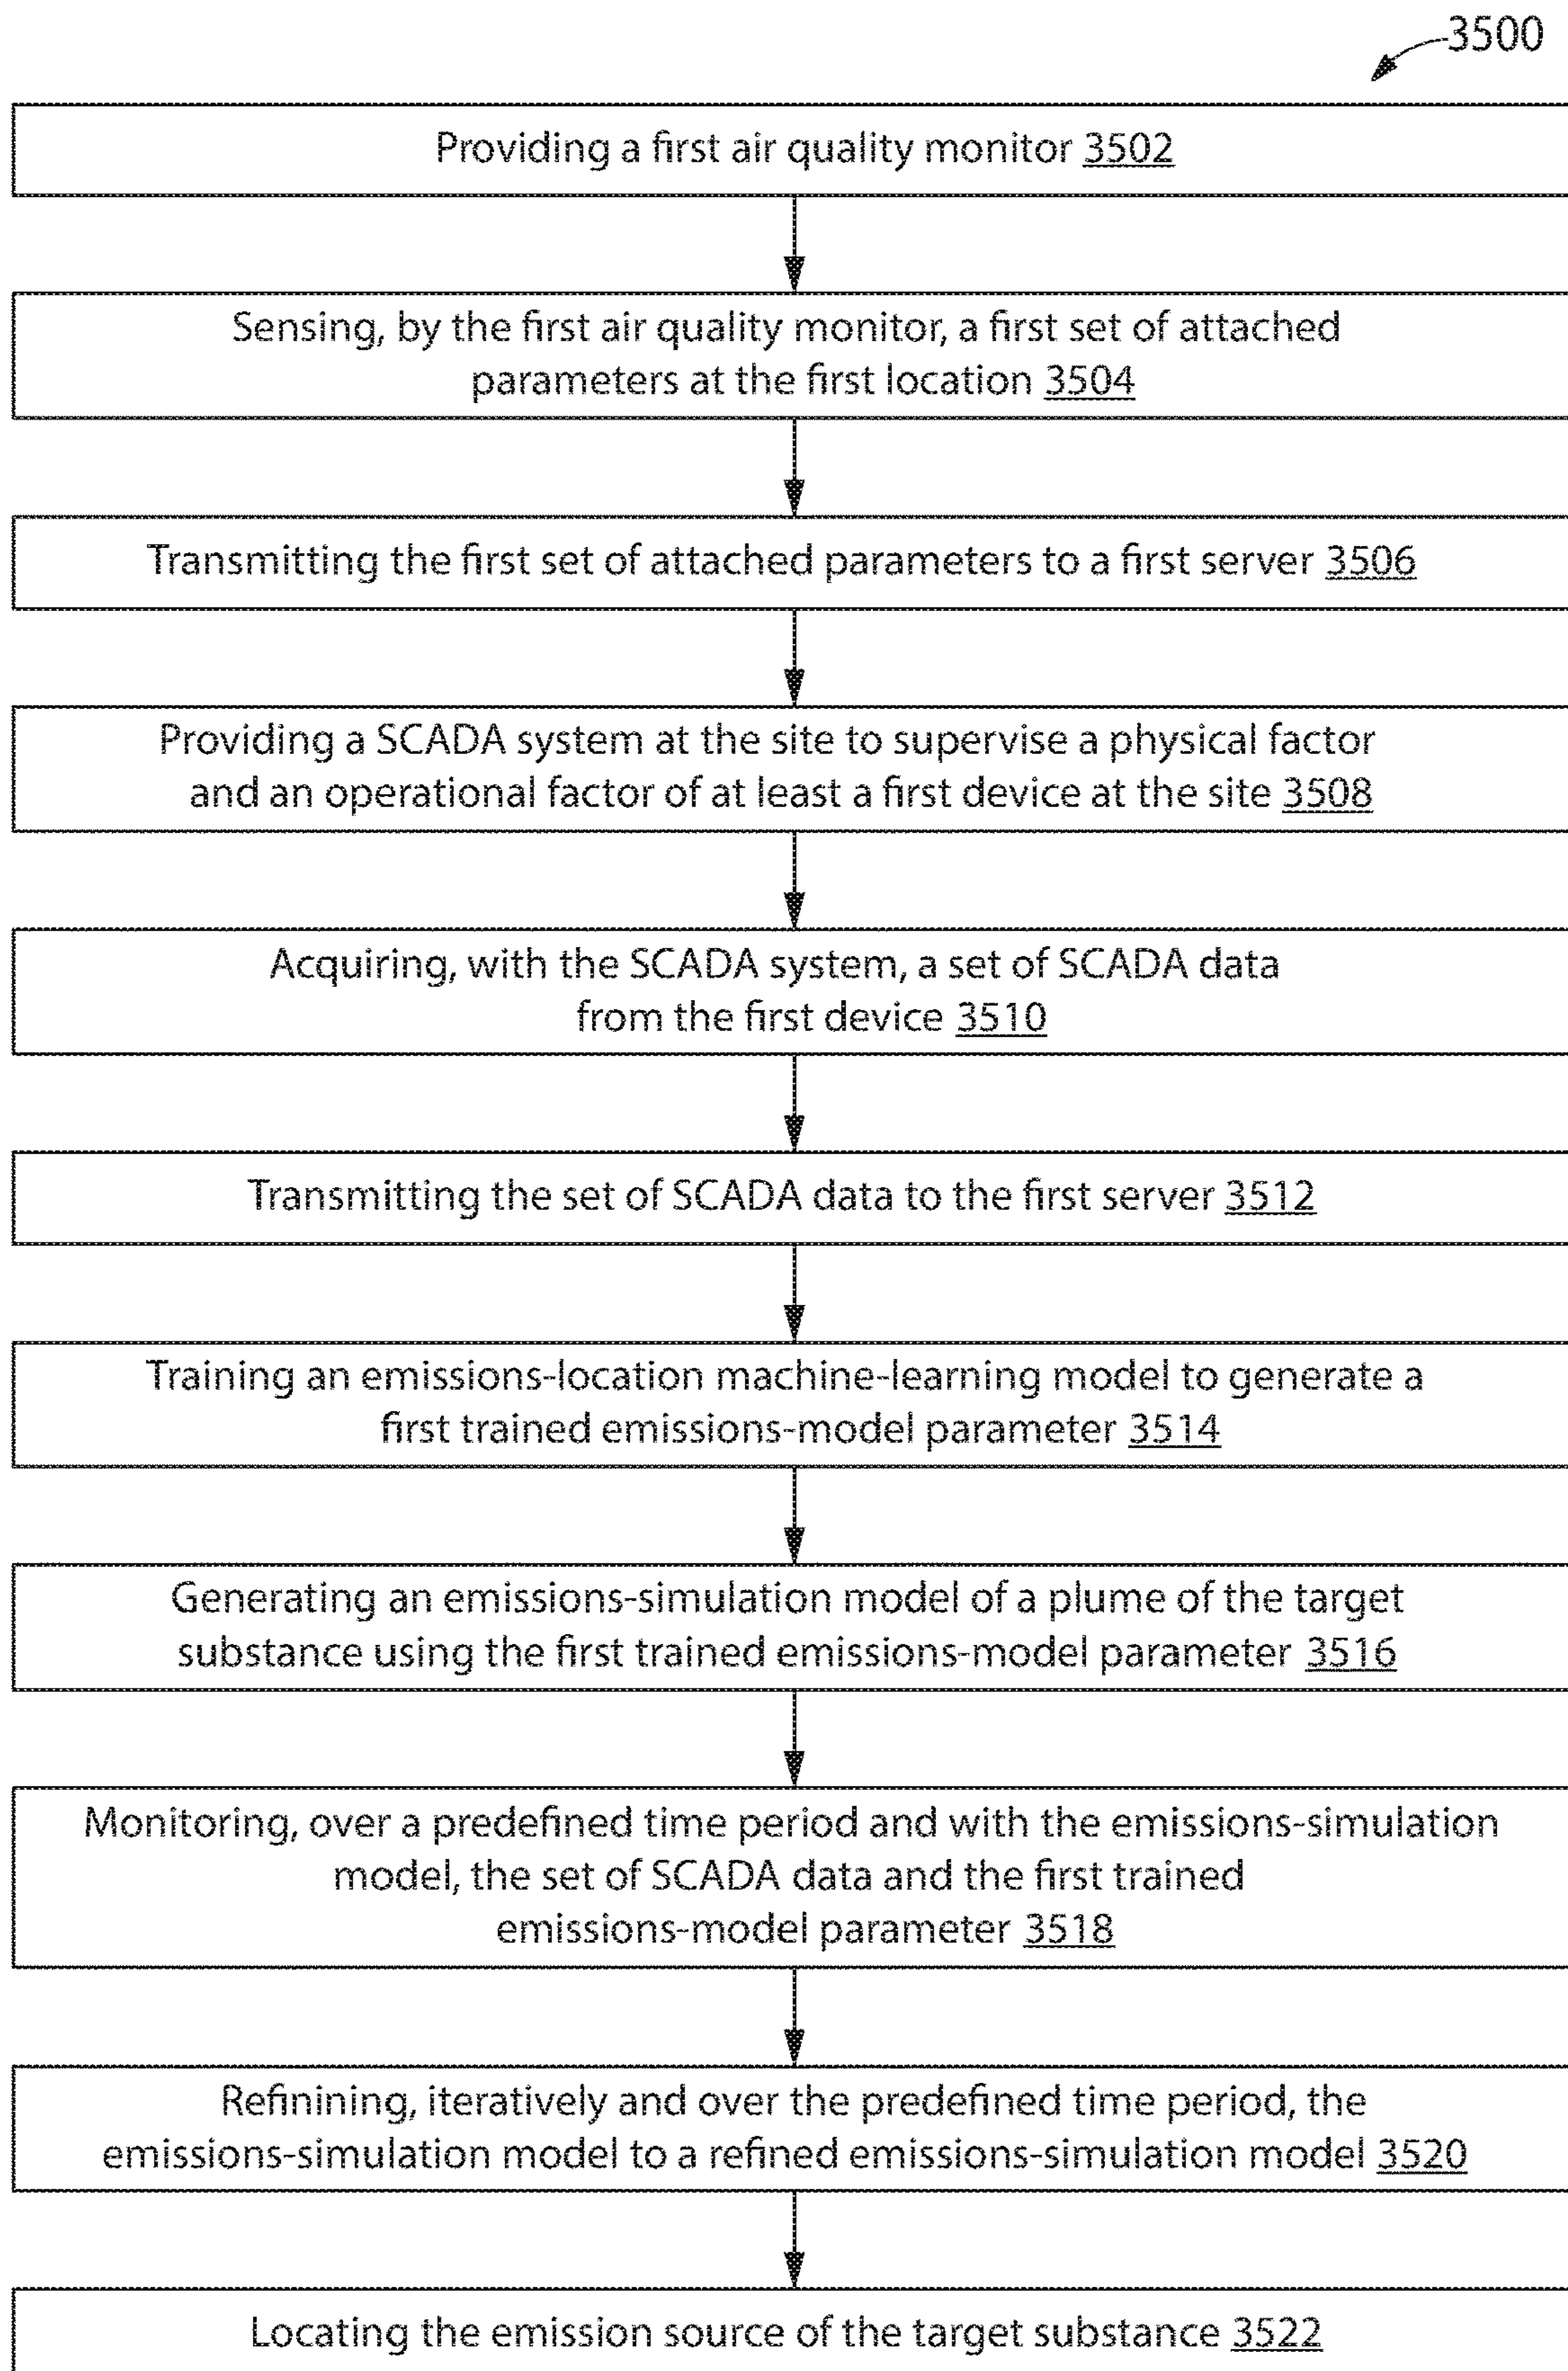 3500
Providing a first air quality monitor 3502
Sensing, by the first air quality monitor, a first set of attached
parameters at the first location 3504
Transmitting the first set of attached parameters to a first server 3506
Providing a SCADA system at the site to supervise a physical factor
and an operational factor of at least a first device at the site 3508
Acquiring, with the SCADA system, a set of SCADA data
from the first device 3510
Transmitting the set of SCADA data to the first server 3512
Training an emissions-location machine-learning model to generate a
first trained emissions-model parameter 3514
Generating an emissions-simulation model of a plume of the target
substance using the first trained emissions-model parameter 3516
Monitoring, over a predefined time period and with the emissions-simulation
model, the set of SCADA data and the first trained
emissions-model parameter 3518
Refinining, iteratively and over the predefined time period, the
emissions-simulation model to a refined emissions-simulation model 3520
Locating the emission source of the target substance 3522